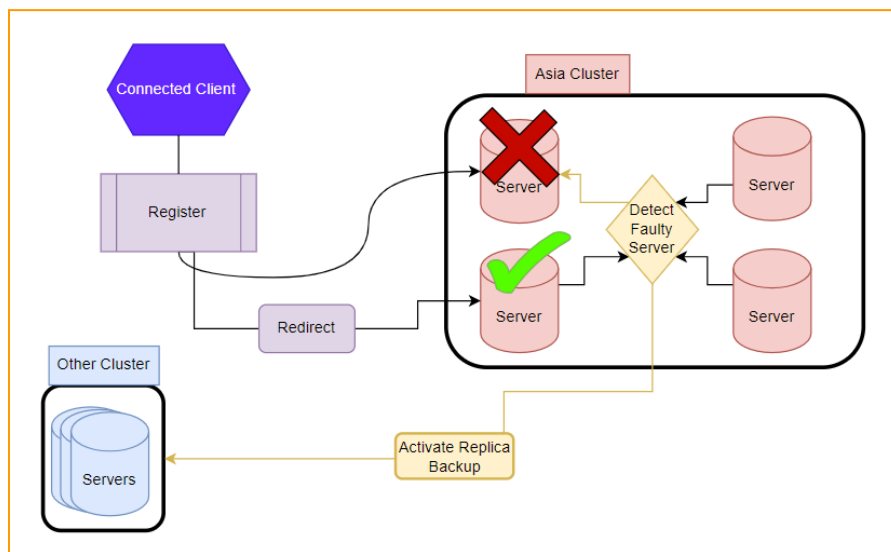 Asia Cluster
Connected Client
Server
Server
Register
Detect
Faulty
Server
Server
Server
Redirect
Other Cluster
Activate Replica
Backup
Servers